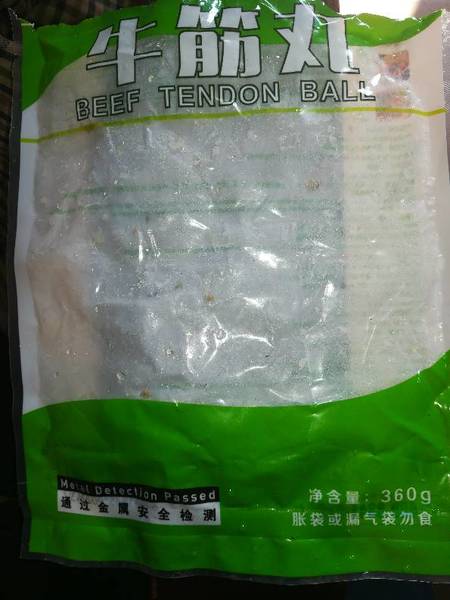 牛筋丸
BEEF TENDON BALL
Metal Detection Passed
通过金属安全检测
净含量: 360g
胀袋或漏气袋勿食